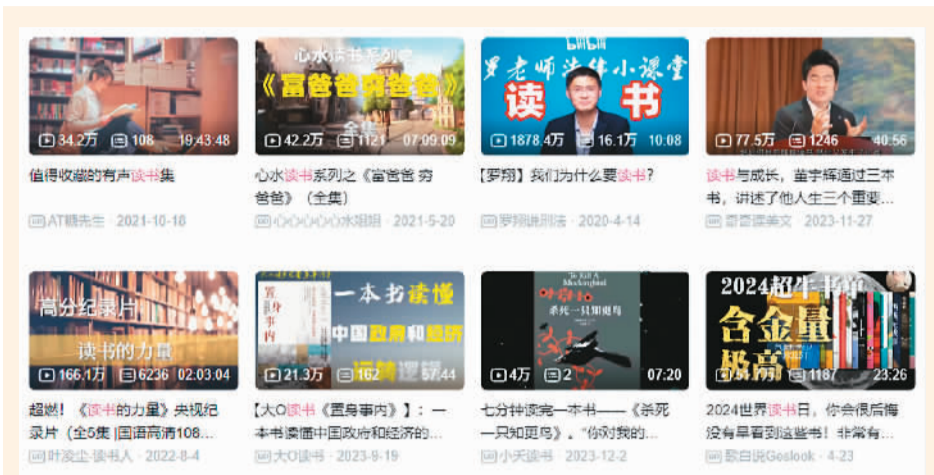 34.2万 108 19:43:48
值得收藏的有声读书集
AT糖先生 · 2021-10-18
心水读书系列之
《富爸爸穷爸爸》
全集
42.2万 1121 07:09:09
心水读书系列之《富爸爸 穷
爸爸》（全集）
心心心心心水姐姐 · 2021-5-20
bilibili
罗老师法律小课堂
读 书
1878.4万 16.1万 10:08
【罗翔】我们为什么要读书？
罗翔说刑法 · 2020-4-14
77.5万 1246 40:56
读书与成长，董宇辉通过三本
书，讲述了他人生三个重要...
2023-11-27
高分纪录片
读书的力量
166.1万 6236 02:03:04
超燃！《读书的力量》央视纪
录片（全5集 |国语高清108...
叶凌尘-读书人 · 2022-8-4
置身事内
一本书读懂
中国政府和经济
运转逻辑
21.3万 162 57:44
【大O读书《置身事内》】：一
本书读懂中国政府和经济的...
大O读书 · 2023-9-19
To Kill A
Mockingbird
杀死一只知更鸟
4万 2 07:20
七分钟读完一本书——《杀死
一只知更鸟》。“你对我的...
小天读书 · 2023-12-2
2024超牛书单
含金量
极高
1187 23:26
2024世界读书日，你会很后悔
没有早看到这些书！非常有...
歌白说Geslook · 4-23